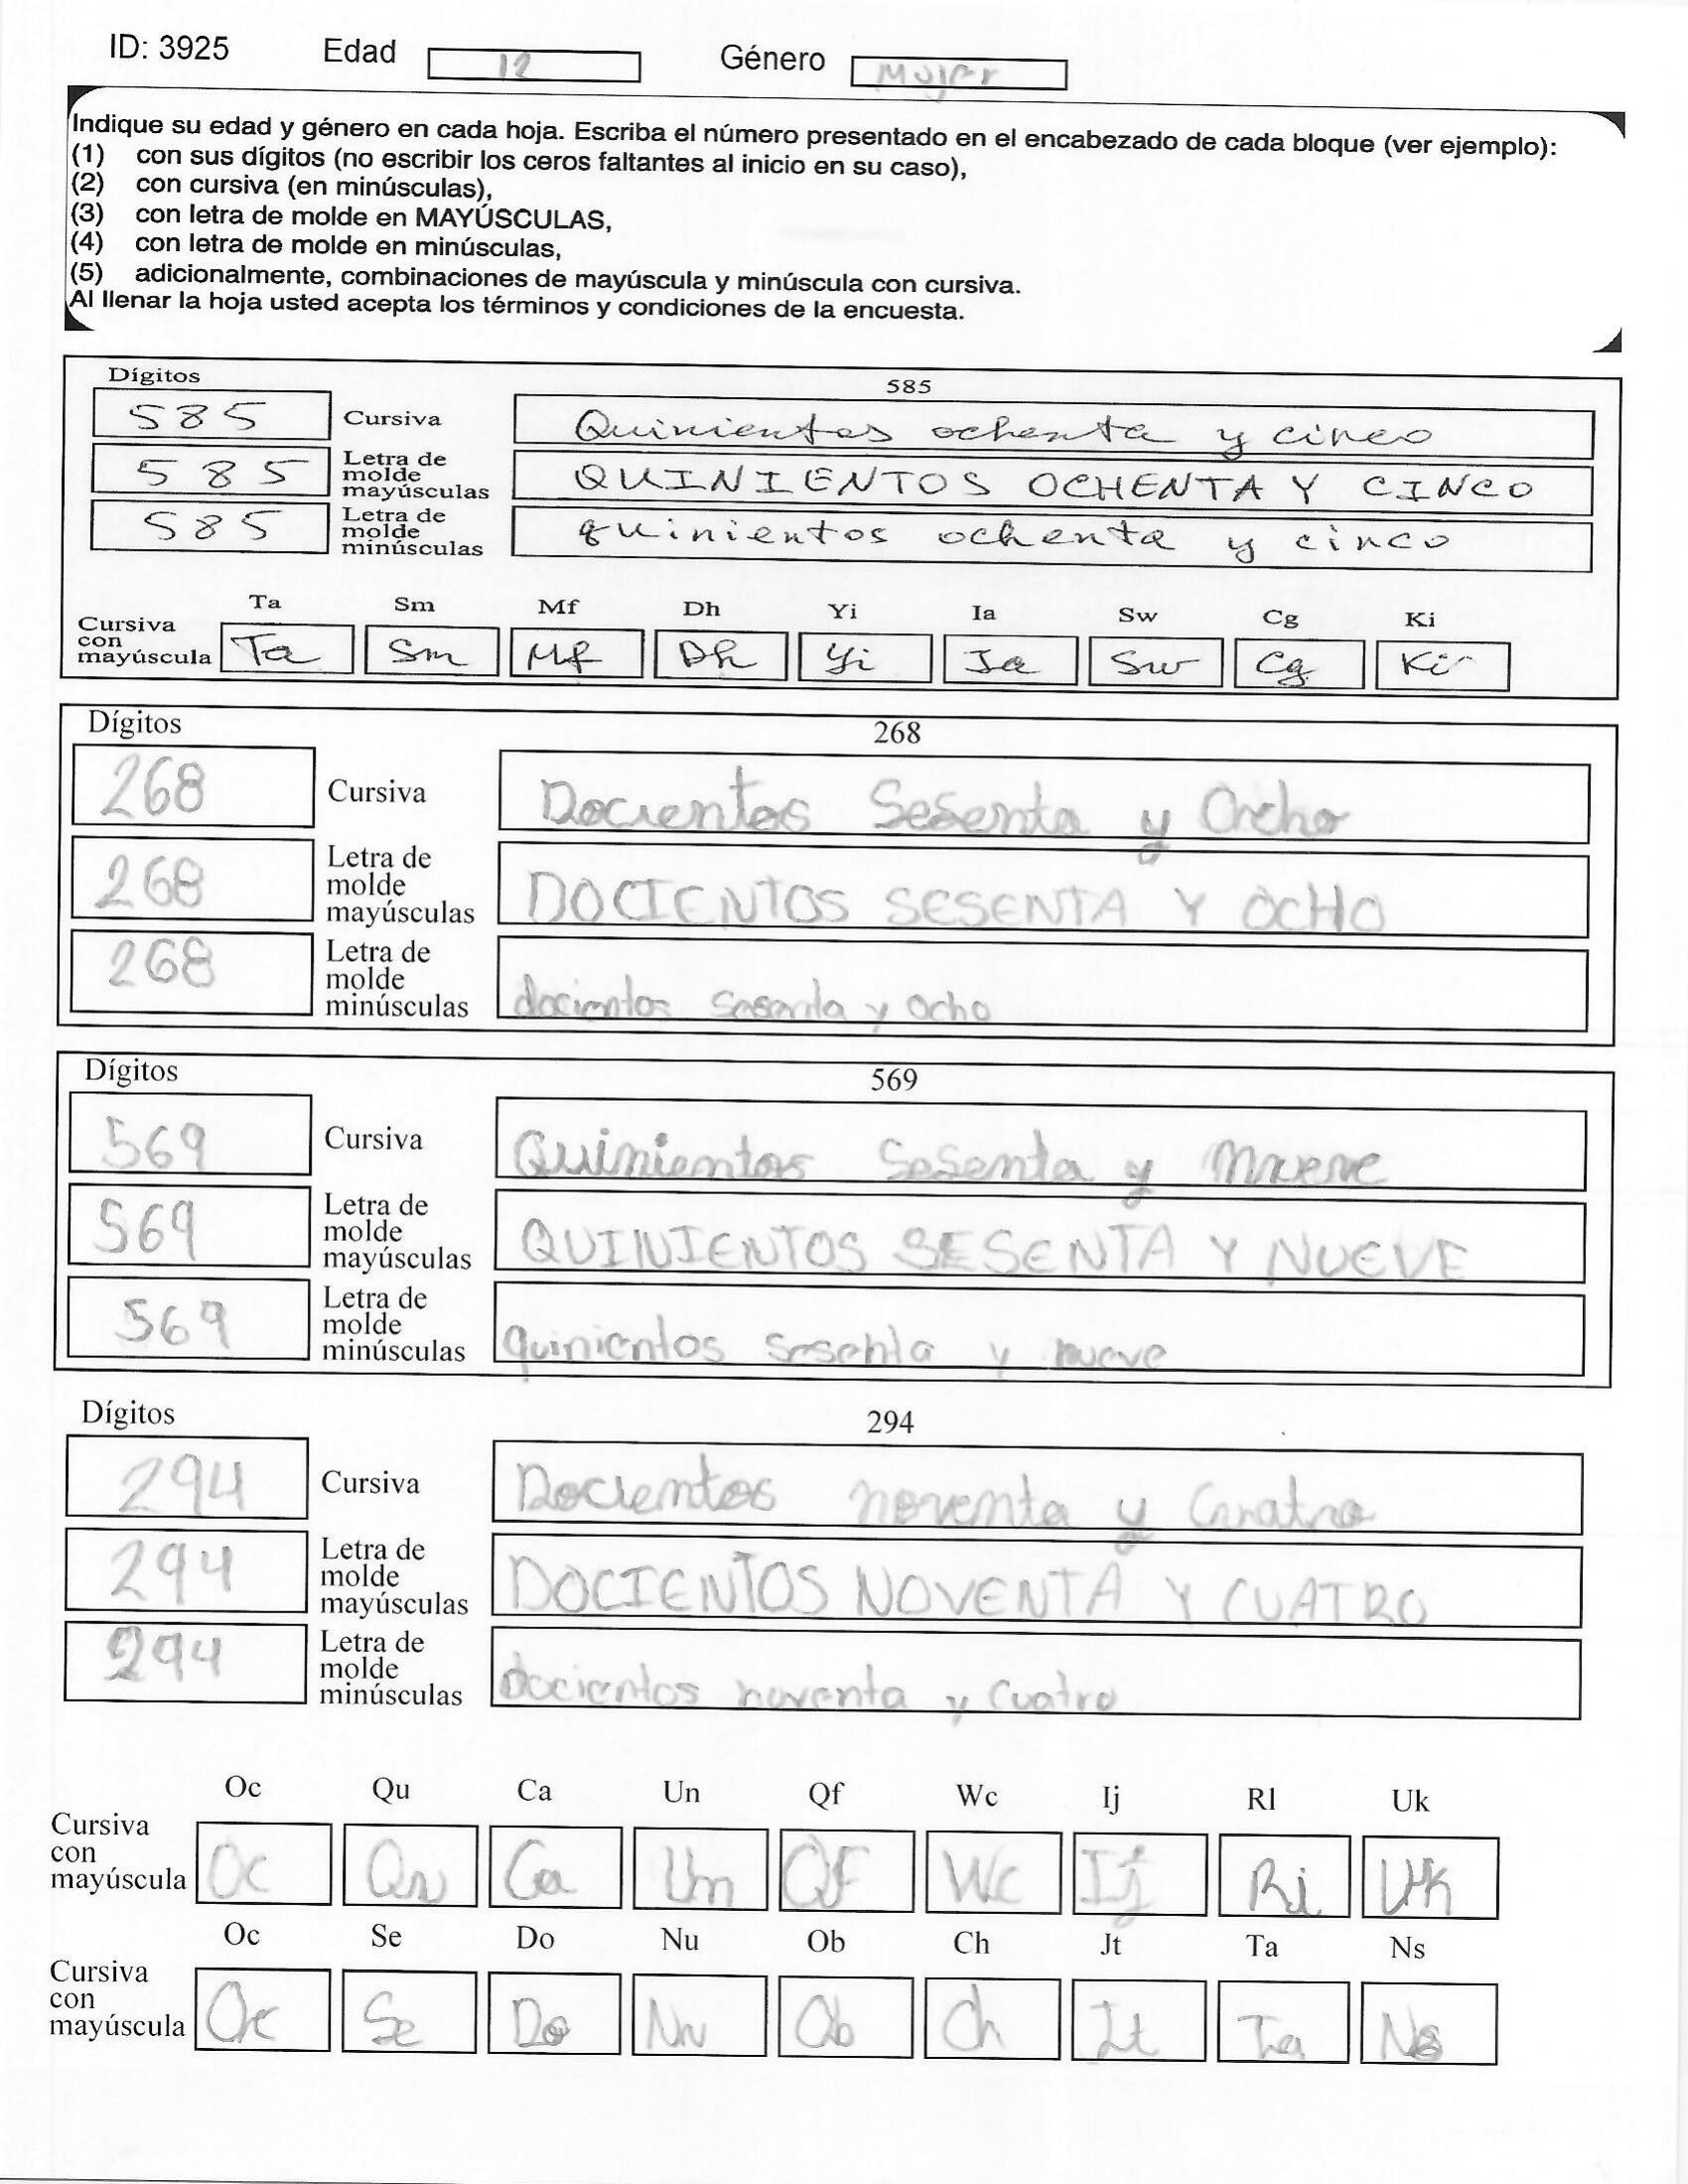 ID: 3925 Edad 12 Género Mujer
Indique su edad y género en cada hoja. Escriba el número presentado en el encabezado de cada bloque (ver ejemplo):
(1) con sus dígitos (no escribir los ceros faltantes al inicio en su caso),
(2) con cursiva (en minúsculas),
(3) con letra de molde en MAYÚSCULAS,
(4) con letra de molde en minúsculas,
(5) adicionalmente, combinaciones de mayúscula y minúscula con cursiva.
Al llenar la hoja usted acepta los términos y condiciones de la encuesta.
Dígitos 585
585 Cursiva Quinientos ochenta y cinco
585 Letra de molde mayúsculas QUINIENTOS OCHENTA Y CINCO
585 Letra de molde minúsculas quinientos ochenta y cinco
Ta Sm Mf Dh Yi Ia Sw Cg Ki
Cursiva con mayúscula Ta Sm Mf Dh Yi Ia Sw Cg Ki
Dígitos 268
268 Cursiva Docientos Sesenta y Ocho
268 Letra de molde mayúsculas DOCIENTOS SESENTA Y OCHO
268 Letra de molde minúsculas docientos sesenta y ocho
Dígitos 569
569 Cursiva Quinientos Sesenta y nueve
569 Letra de molde mayúsculas QUINIENTOS SESENTA Y NUEVE
569 Letra de molde minúsculas quinientos sesenta y nueve
Dígitos 294
294 Cursiva Docientos noventa y Cuatro
294 Letra de molde mayúsculas DOCIENTOS NOVENTA Y CUATRO
294 Letra de molde minúsculas docientos noventa y cuatro
Oc Qu Ca Un Qf Wc Ij Rl Uk
Cursiva con mayúscula Oc Qu Ca Un QF Wc Ij Ri Uk
Oc Se Do Nu Ob Ch Jt Ta Ns
Cursiva con mayúscula Oc Se Do Nu Ob Ch Jt Ta Ns